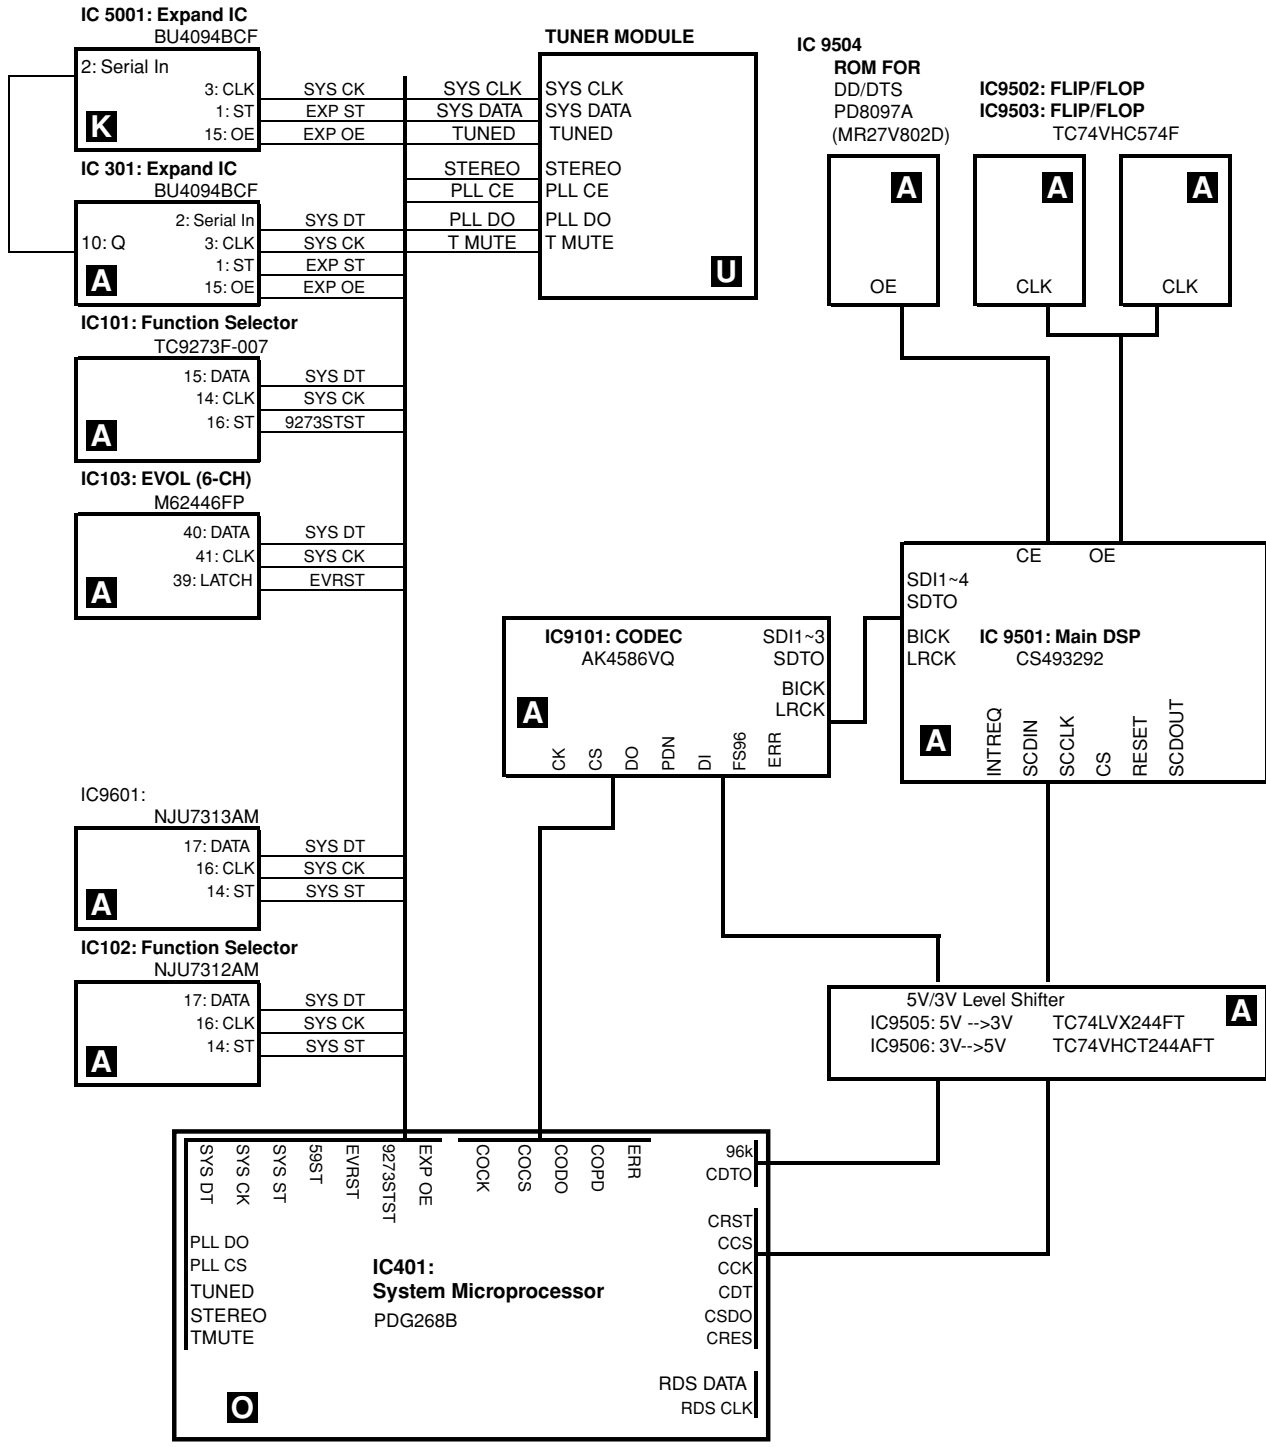 IC 5001: Expand IC
BU4094BCF
2: Serial In
3: CLK SYS CK
1: ST EXP ST
15: OE EXP OE
K
IC 301: Expand IC
BU4094BCF
2: Serial In SYS DT
10: Q 3: CLK SYS CK
1: ST EXP ST
15: OE EXP OE
A
IC101: Function Selector
TC9273F-007
15: DATA SYS DT
14: CLK SYS CK
16: ST 9273STST
A
IC103: EVOL (6-CH)
M62446FP
40: DATA SYS DT
41: CLK SYS CK
39: LATCH EVRST
A
IC9601:
NJU7313AM
17: DATA SYS DT
16: CLK SYS CK
14: ST SYS ST
A
IC102: Function Selector
NJU7312AM
17: DATA SYS DT
16: CLK SYS CK
14: ST SYS ST
A
TUNER MODULE
SYS CLK SYS CLK
SYS DATA SYS DATA
TUNED TUNED
STEREO STEREO
PLL CE PLL CE
PLL DO PLL DO
T MUTE T MUTE
U
IC 9504
ROM FOR
DD/DTS
PD8097A
(MR27V802D)
A
OE
IC9502: FLIP/FLOP
IC9503: FLIP/FLOP
TC74VHC574F
A
CLK
A
CLK
CE OE
SDI1~4
SDTO
BICK
LRCK
IC 9501: Main DSP
CS493292
A
INTREQ
SCDIN
SCCLK
CS
RESET
SCDOUT
IC9101: CODEC
AK4586VQ
SDI1~3
SDTO
BICK
LRCK
A
CK
CS
DO
PDN
DI
FS96
ERR
5V/3V Level Shifter
IC9505: 5V -->3V TC74LVX244FT
IC9506: 3V-->5V TC74VHCT244AFT
A
SYS DT
SYS CK
SYS ST
59ST
EVRST
9273STST
EXP OE
COCK
COCS
CODO
COPD
ERR
96k
CDTO
CRST
CCS
CCK
CDT
CSDO
CRES
RDS DATA
RDS CLK
PLL DO
PLL CS
TUNED
STEREO
TMUTE
IC401:
System Microprocessor
PDG268B
O